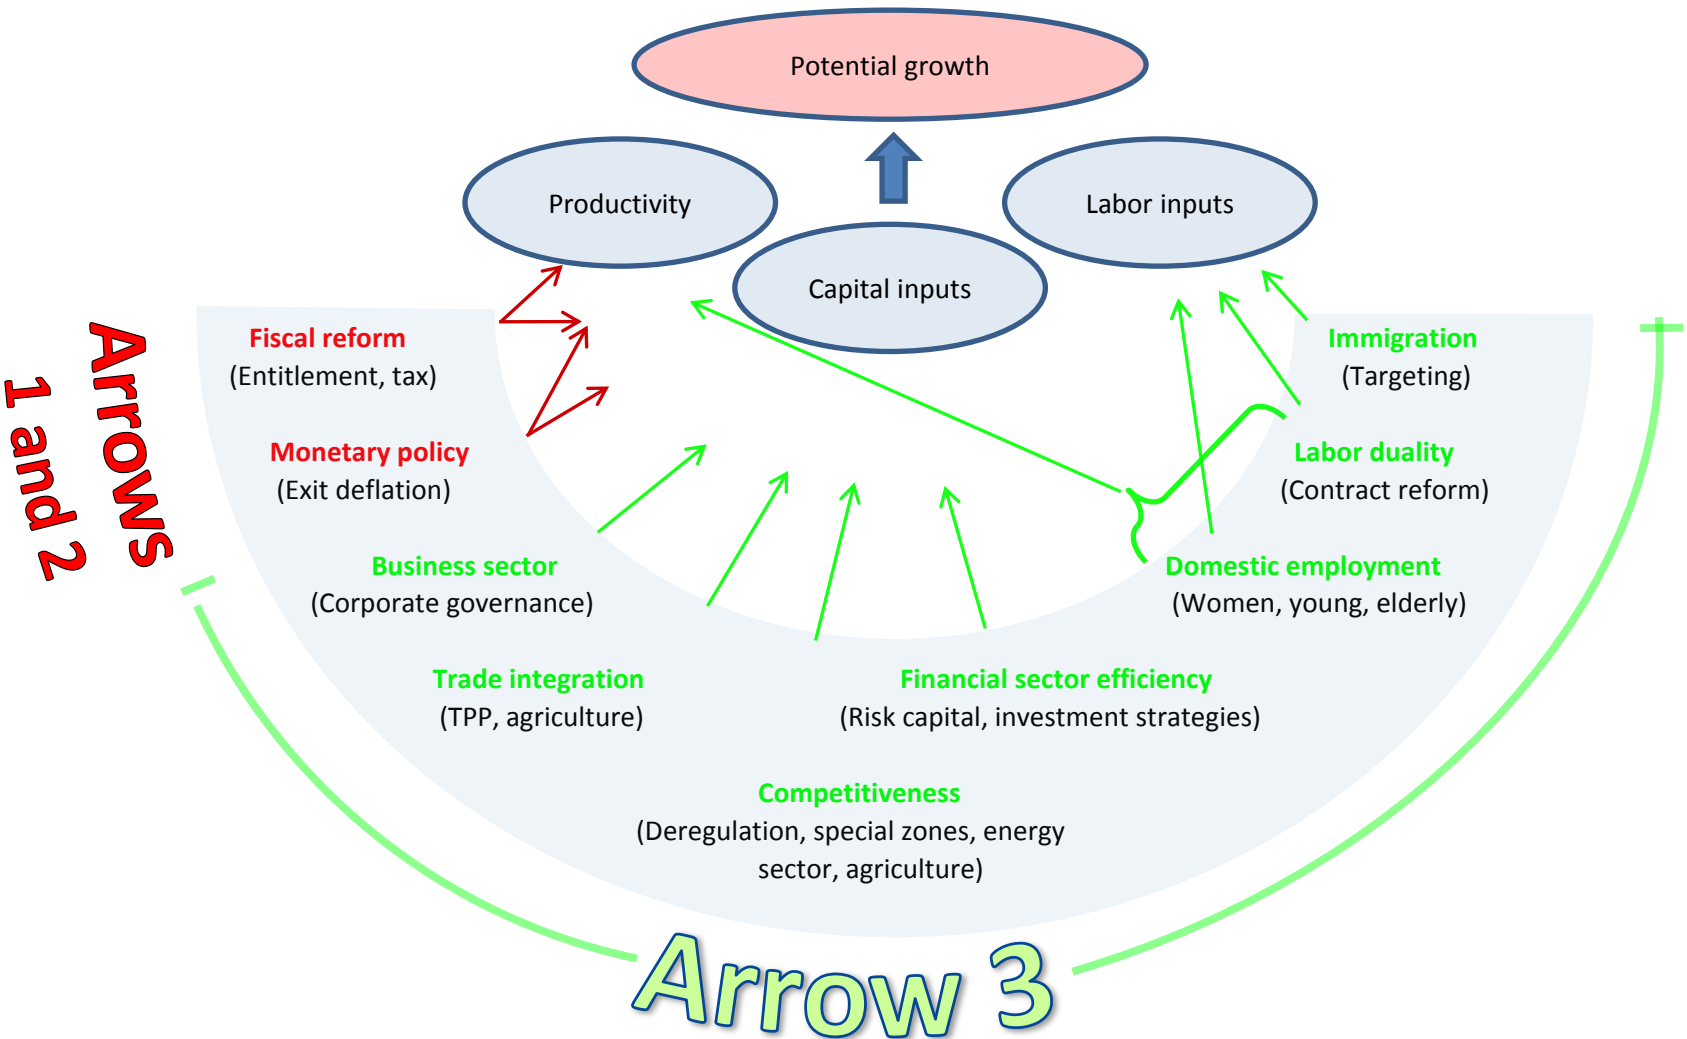 Potential growth
Productivity
Labor inputs
Capital inputs
Arrows
1 and 2
Fiscal reform
(Entitlement, tax)
Monetary policy
(Exit deflation)
Business sector
(Corporate governance)
Trade integration
(TPP, agriculture)
Competitiveness
(Deregulation, special zones, energy
sector, agriculture)
Financial sector efficiency
(Risk capital, investment strategies)
Domestic employment
(Women, young, elderly)
Labor duality
(Contract reform)
Immigration
(Targeting)
Arrow 3